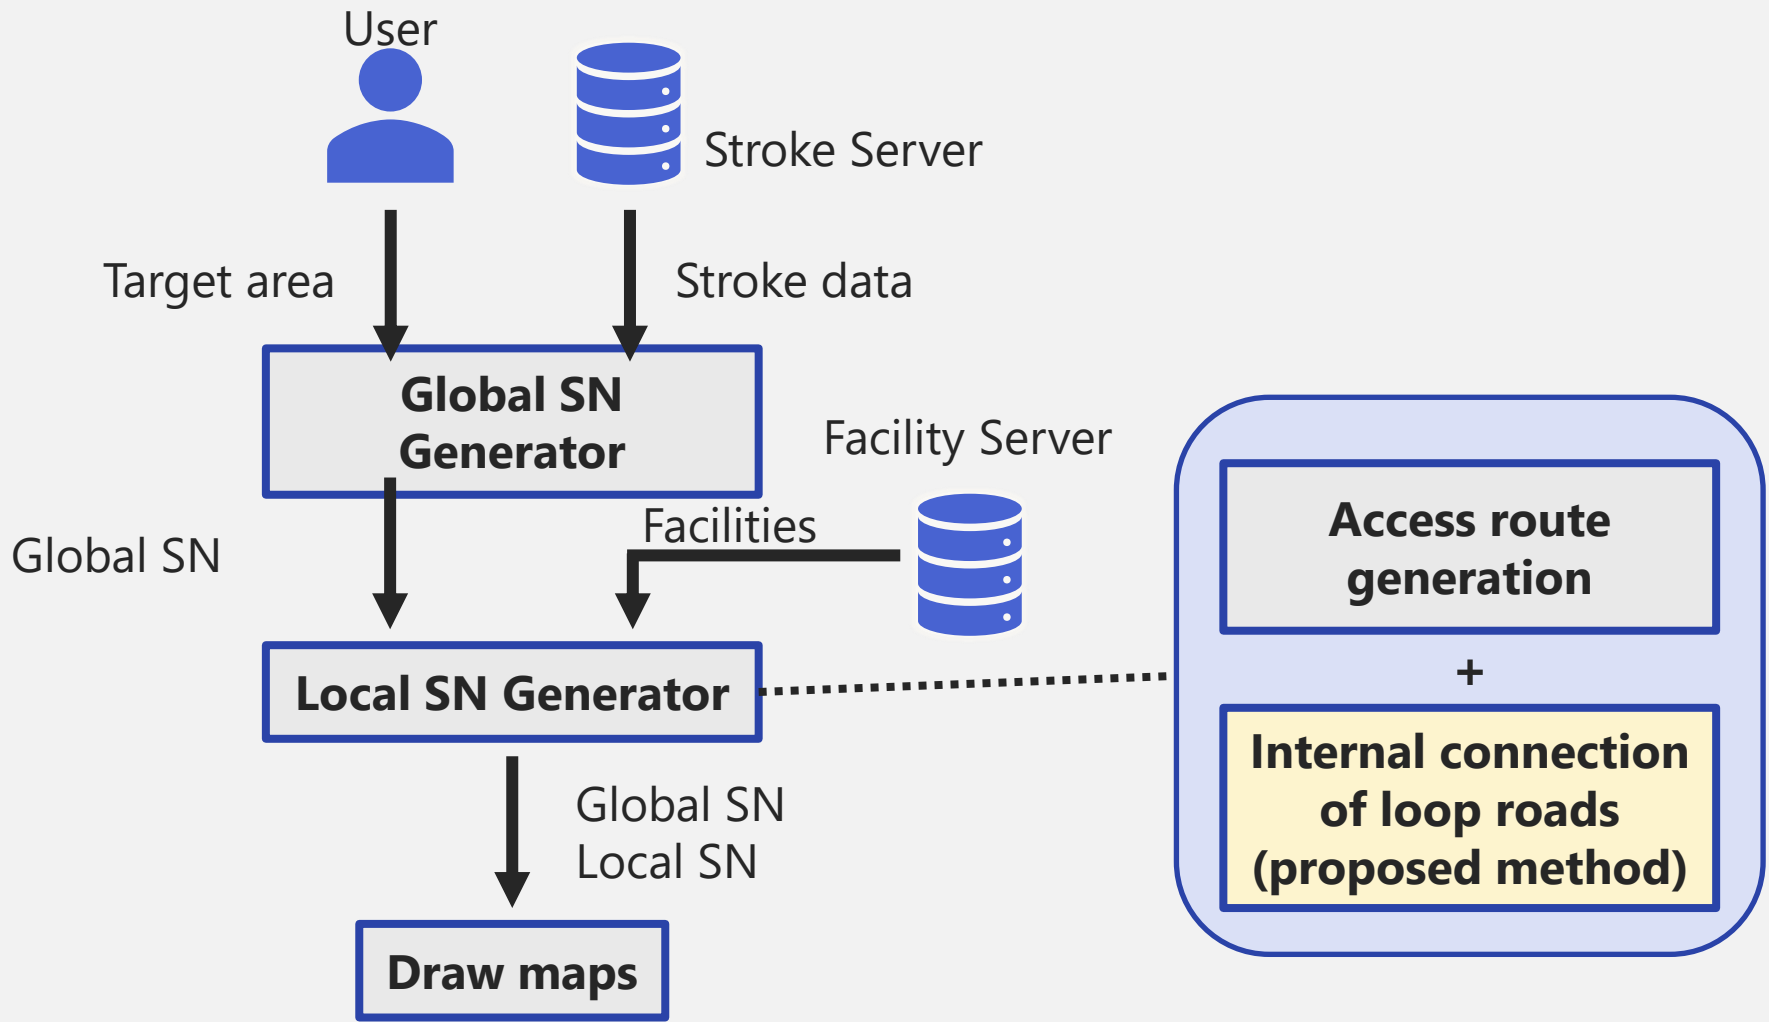 User
Stroke Server
Target area
Stroke data
Global SN
Generator
Facility Server
Facilities
Global SN
Local SN Generator
Global SN
Local SN
Draw maps
Access route
generation
+
Internal connection
of loop roads
(proposed method)